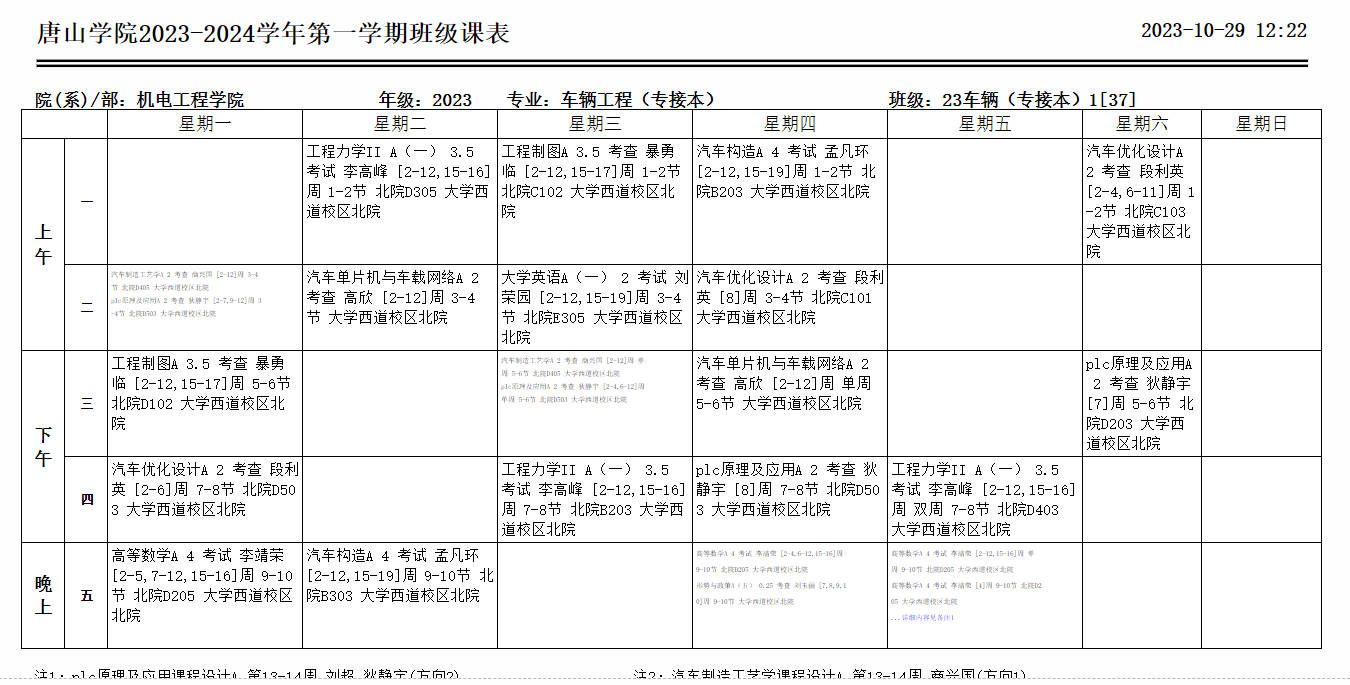 唐山学院2023-2024学年第一学期班级课表
2023-10-29 12:22
院(系)/部: 机电工程学院 年级: 2023 专业: 车辆工程（专接本） 班级: 23车辆（专接本）1[37]
星期一 星期二 星期三 星期四 星期五 星期六 星期日
上午
一
工程力学II A（一） 3.5
考试 李高峰 [2-12,15-16]
周 1-2节 北院D305 大学西
道校区北院
工程制图A 3.5 考查 暴勇
临 [2-12,15-17]周 1-2节
北院C102 大学西道校区北
院
汽车构造A 4 考试 孟凡环
[2-12,15-19]周 1-2节 北
院B203 大学西道校区北院
汽车优化设计A
2 考查 段利英
[2-4,6-11]周 1
-2节 北院C103
大学西道校区北
院
二
汽车制造工艺学A 2 考查 商兴国 [2-12]周 3-4
节 北院D405 大学西道校区北院
plc原理及应用A 2 考查 狄静宇 [2-7,9-12]周 3
-4节 北院D503 大学西道校区北院
汽车单片机与车载网络A 2
考查 高欣 [2-12]周 3-4
节 大学西道校区北院
大学英语A（一） 2 考试 刘
荣园 [2-12,15-19]周 3-4
节 北院E305 大学西道校区
北院
汽车优化设计A 2 考查 段利
英 [8]周 3-4节 北院C101
大学西道校区北院
下午
三
工程制图A 3.5 考查 暴勇
临 [2-12,15-17]周 5-6节
北院D102 大学西道校区北
院
汽车制造工艺学A 2 考查 商兴国 [2-12]周 单
周 5-6节 北院D405 大学西道校区北院
plc原理及应用A 2 考查 狄静宇 [2-4,6-12]周
单周 5-6节 北院D503 大学西道校区北院
汽车单片机与车载网络A 2
考查 高欣 [2-12]周 单周
5-6节 大学西道校区北院
plc原理及应用A
2 考查 狄静宇
[7]周 5-6节 北
院D203 大学西
道校区北院
四
汽车优化设计A 2 考查 段利
英 [2-6]周 7-8节 北院D50
3 大学西道校区北院
工程力学II A（一） 3.5
考试 李高峰 [2-12,15-16]
周 7-8节 北院B203 大学西
道校区北院
plc原理及应用A 2 考查 狄
静宇 [8]周 7-8节 北院D50
3 大学西道校区北院
工程力学II A（一） 3.5
考试 李高峰 [2-12,15-16]
周 双周 7-8节 北院D403
大学西道校区北院
晚上
五
高等数学A 4 考试 李靖荣
[2-5,7-12,15-16]周 9-10
节 北院D205 大学西道校区
北院
汽车构造A 4 考试 孟凡环
[2-12,15-19]周 9-10节 北
院B303 大学西道校区北院
高等数学A 4 考试 李靖荣 [2-4,6-12,15-16]周
9-10节 北院D205 大学西道校区北院
形势与政策A（五） 0.25 考查 刘玉丽 [7,8,9,1
0]周 9-10节 大学西道校区北院
高等数学A 4 考试 李靖荣 [2-12,15-16]周 单
周 9-10节 北院D205 大学西道校区北院
高等数学A 4 考试 李靖荣 [4]周 9-10节 北院D2
05 大学西道校区北院
...详细内容见备注1
注1: plc原理及应用课程设计A 第13-14周 刘超,狄静宇(方向2)
注2: 汽车制造工艺学课程设计A 第13-14周 商兴国(方向1)